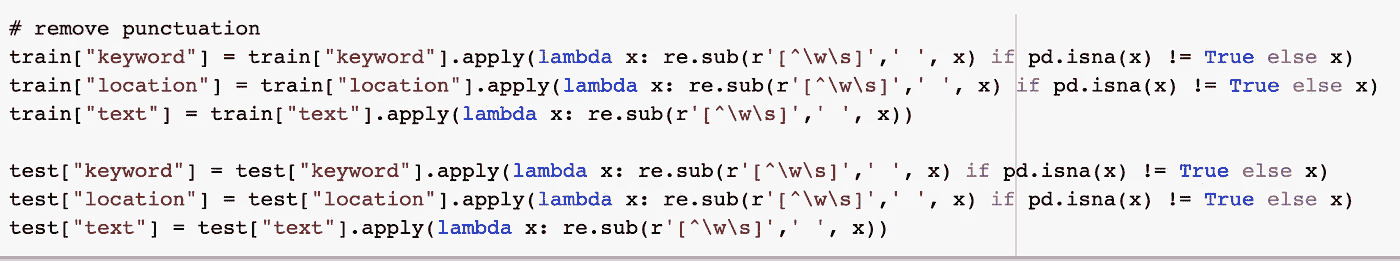 # remove punctuation
train["keyword"] = train["keyword"].apply(lambda x: re.sub(r'[^\w\s]',' ', x) if pd.isna(x) != True else x)
train["location"] = train["location"].apply(lambda x: re.sub(r'[^\w\s]',' ', x) if pd.isna(x) != True else x)
train["text"] = train["text"].apply(lambda x: re.sub(r'[^\w\s]',' ', x))
test["keyword"] = test["keyword"].apply(lambda x: re.sub(r'[^\w\s]',' ', x) if pd.isna(x) != True else x)
test["location"] = test["location"].apply(lambda x: re.sub(r'[^\w\s]',' ', x) if pd.isna(x) != True else x)
test["text"] = test["text"].apply(lambda x: re.sub(r'[^\w\s]',' ', x))